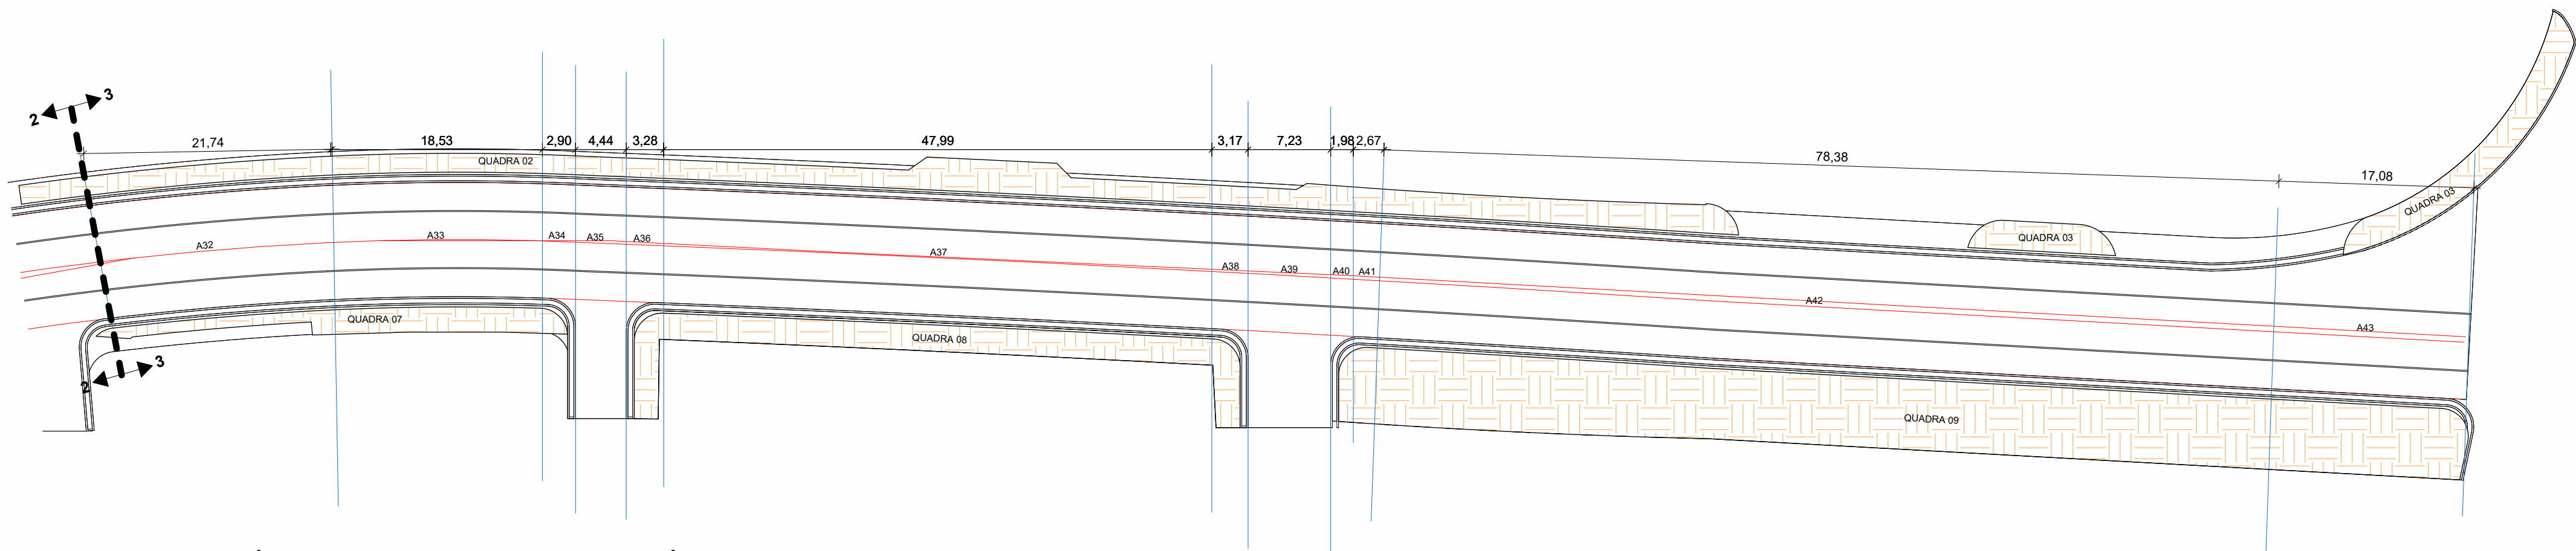 2 3
21,74 18,53 2,90 4,44 3,28 47,99 3,17 7,23 1,98 2,67 78,38 17,08
QUADRA 02
QUADRA 03
QUADRA 03
A32 A33 A34 A35 A36 A37 A38 A39 A40 A41 A42 A43
QUADRA 07
QUADRA 08
QUADRA 09
2 3